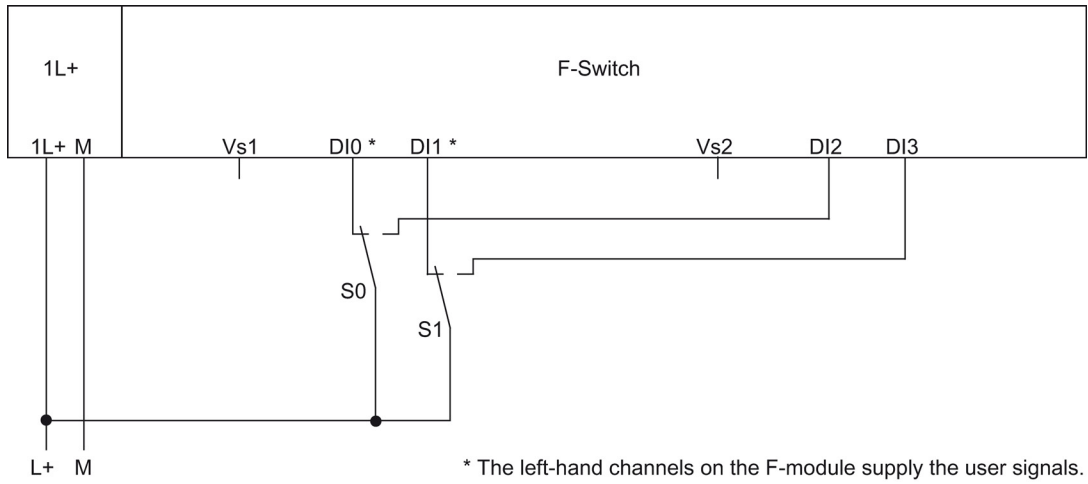 1L+
F-Switch
1L+ M Vs1 DI0 * DI1 * Vs2 DI2 DI3
S0
S1
L+ M
* The left-hand channels on the F-module supply the user signals.